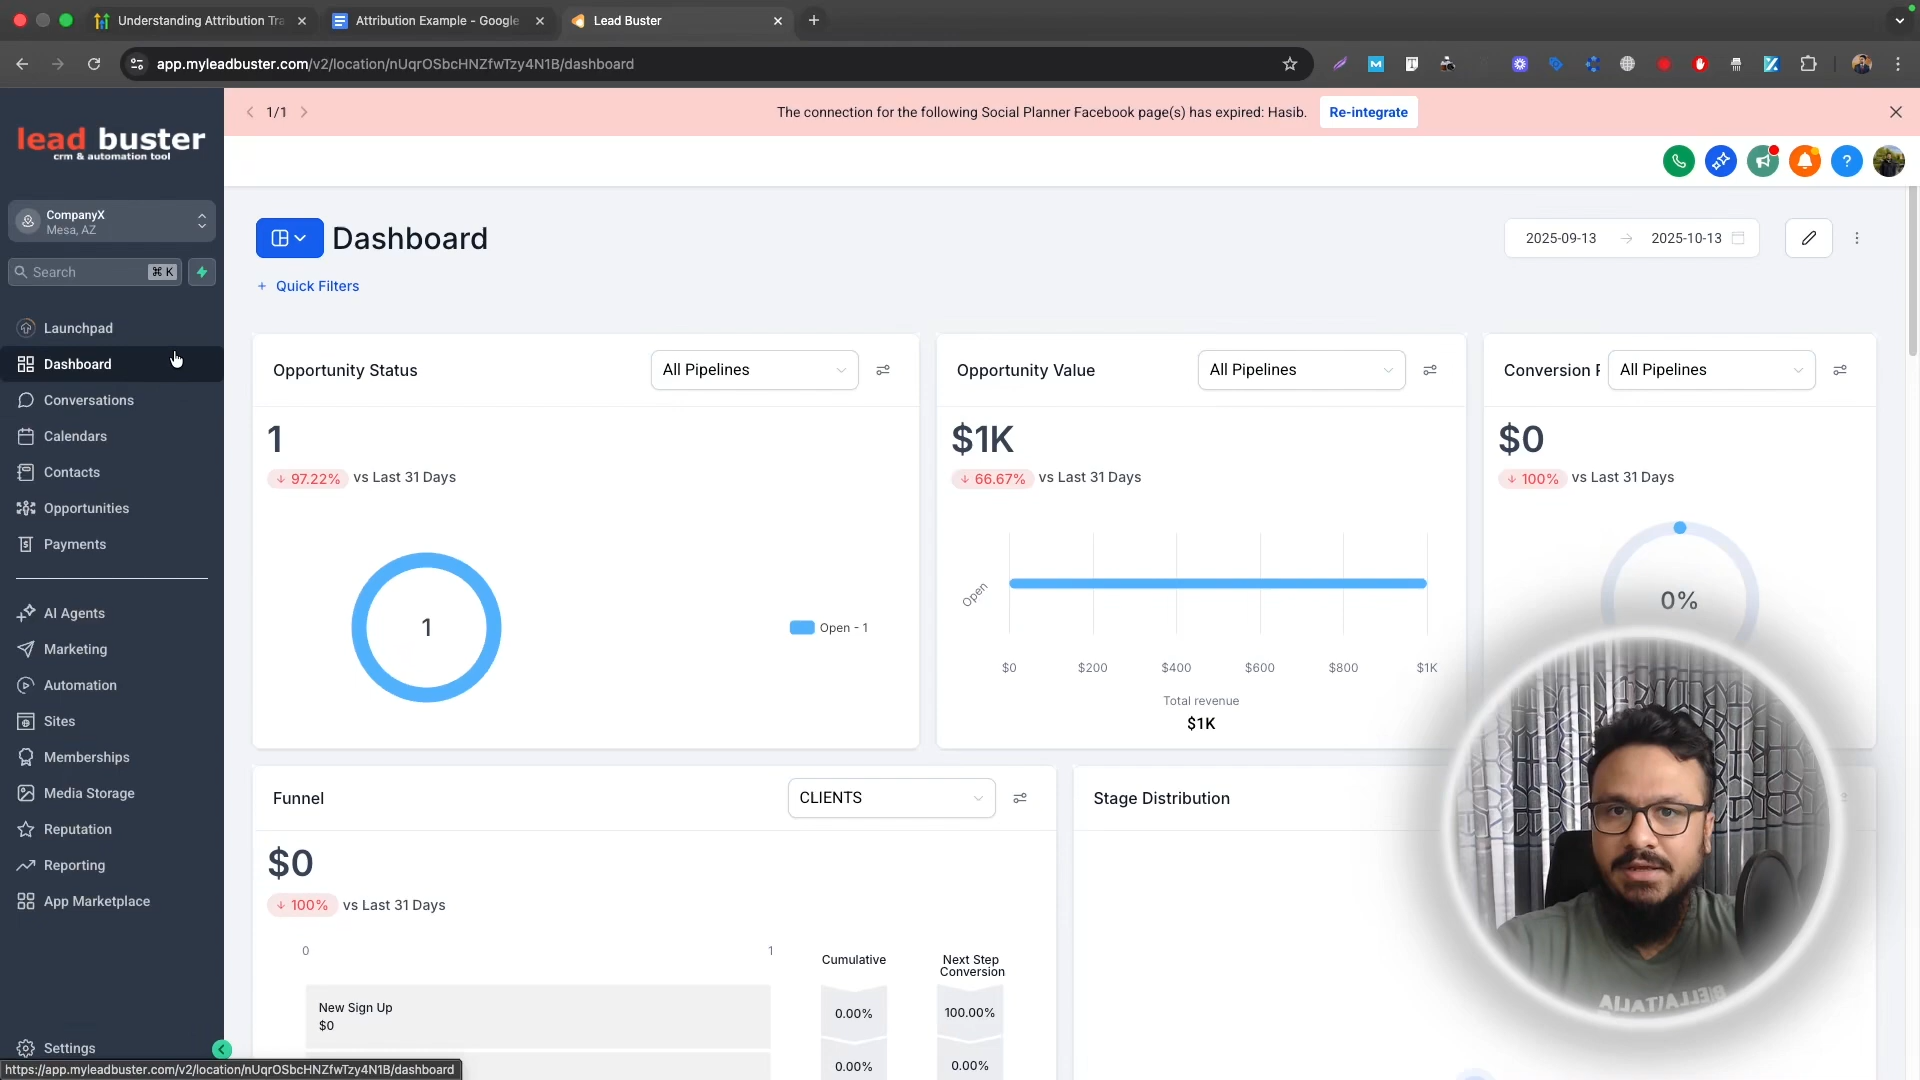 Understanding Attribution Tra
Attribution Example - Google
Lead Buster
app.myleadbuster.com/v2/location/nUqrOSbcHNZfwTzy4N1B/dashboard
1/1
The connection for the following Social Planner Facebook page(s) has expired: Hasib.
Re-integrate
lead buster
crm & automation tool
CompanyX
Mesa, AZ
Search
⌘ K
Launchpad
Dashboard
Conversations
Calendars
Contacts
Opportunities
Payments
AI Agents
Marketing
Automation
Sites
Memberships
Media Storage
Reputation
Reporting
App Marketplace
Settings
https://app.myleadbuster.com/v2/location/nUqrOSbcHNZfwTzy4N1B/dashboard
Dashboard
2025-09-13 → 2025-10-13
+ Quick Filters
Opportunity Status
All Pipelines
1
↓ 97.22% vs Last 31 Days
1
Open - 1
Opportunity Value
All Pipelines
$1K
↓ 66.67% vs Last 31 Days
Open
$0 $200 $400 $600 $800 $1K
Total revenue
$1K
Conversion R
All Pipelines
$0
↓ 100% vs Last 31 Days
0%
Funnel
CLIENTS
$0
↓ 100% vs Last 31 Days
0 1
Cumulative
Next Step
Conversion
New Sign Up
$0
0.00%
100.00%
0.00%
0.00%
Stage Distribution